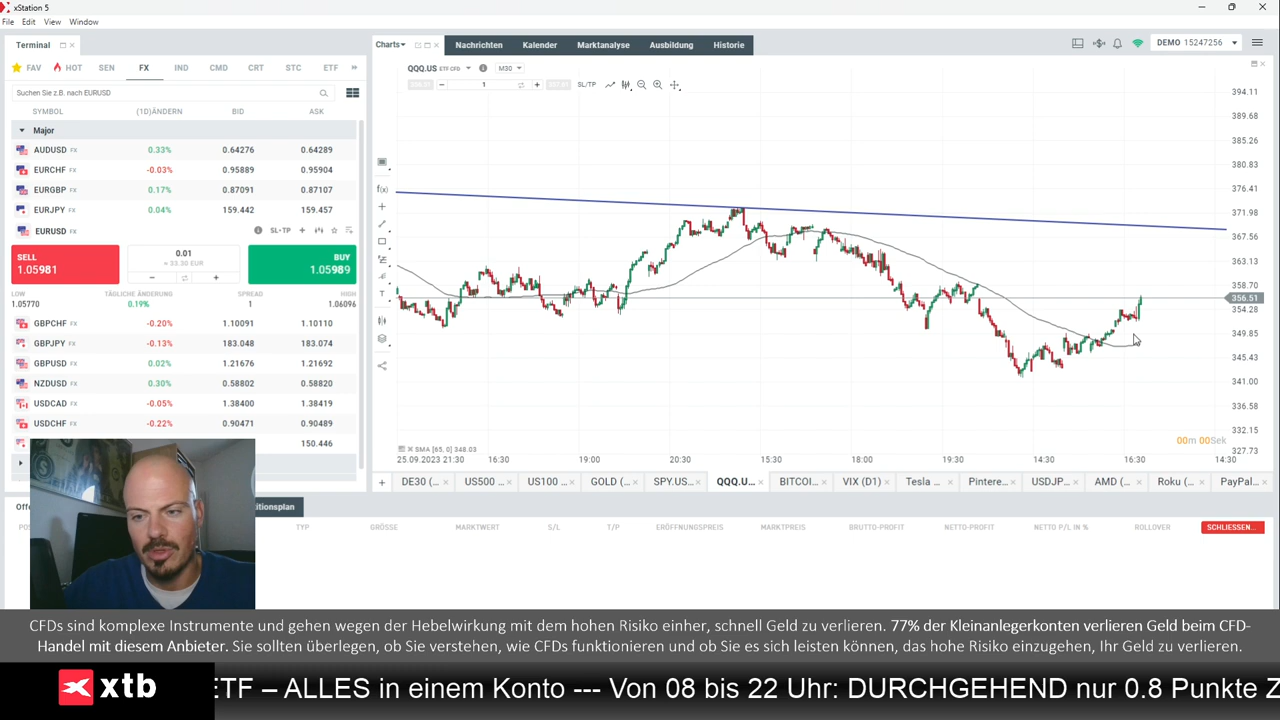 xStation 5
File Edit View Window
Terminal
Charts Nachrichten Kalender Marktanalyse Ausbildung Historie
DEMO 15247256
FAV HOT SEN FX IND CMD CRT STC ETF
QQQ.US ETF CFD M30
Suchen Sie z.B. nach EURUSD
1 SL/TP
SYMBOL (1D)ÄNDERN BID ASK
Major
AUDUSD FX 0.33% 0.64276 0.64289
EURCHF FX -0.03% 0.95889 0.95904
EURGBP FX 0.17% 0.87091 0.87107
EURJPY FX 0.04% 159.442 159.457
EURUSD FX SL-TP
SELL 1.05981
0.01
≈ 33.30 EUR
BUY 1.05989
LOW TÄGLICHE ÄNDERUNG SPREAD HIGH
1.05770 0.19% 1 1.06096
GBPCHF FX -0.20% 1.10091 1.10110
GBPJPY FX -0.13% 183.048 183.074
GBPUSD FX 0.02% 1.21676 1.21692
NZDUSD FX 0.30% 0.58802 0.58820
USDCAD FX -0.05% 1.38400 1.38419
USDCHF FX -0.22% 0.90471 0.90489
150.446
394.11
389.68
385.26
380.83
376.41
371.98
367.56
363.13
358.70
356.51
354.28
349.85
345.43
341.00
336.58
332.15
327.73
00m 00Sek
SMA [65, 0] 348.03
25.09.2023 21:30 16:30 19:00 20:30 15:30 18:00 19:30 14:30 16:30 14:30
DE30 (... US500 ... US100 ... GOLD (... SPY.US... QQQ.U... BITCOI... VIX (D1) Tesla ... Pintere... USDJP... AMD (... Roku (... PayPal...
Offe
itionsplan
POS TYP GRÖSSE MARKTWERT S/L T/P ERÖFFNUNGSPREIS MARKTPREIS BRUTTO-PROFIT NETTO-PROFIT NETTO P/L IN % ROLLOVER SCHLIESSEN...
CFDs sind komplexe Instrumente und gehen wegen der Hebelwirkung mit dem hohen Risiko einher, schnell Geld zu verlieren. 77% der Kleinanlegerkonten verlieren Geld beim CFD-
Handel mit diesem Anbieter. Sie sollten überlegen, ob Sie verstehen, wie CFDs funktionieren und ob Sie es sich leisten können, das hohe Risiko einzugehen, Ihr Geld zu verlieren.
xtb
ETF – ALLES in einem Konto --- Von 08 bis 22 Uhr: DURCHGEHEND nur 0.8 Punkte Z